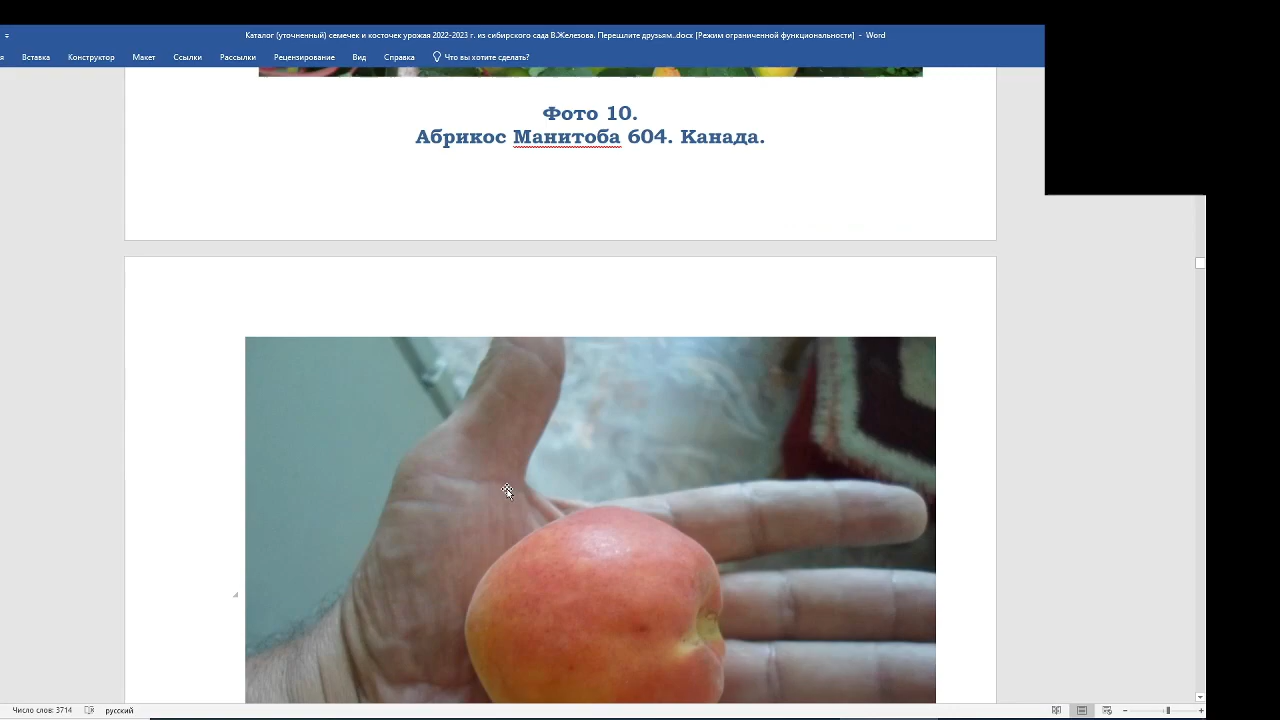 Каталог (уточненный) семечек и косточек урожая 2022-2023 г. из сибирского сада В.Железова. Перешлите друзьям..docx [Режим ограниченной функциональности] - Word
я Вставка Конструктор Макет Ссылки Рассылки Рецензирование Вид Справка Что вы хотите сделать?
Фото 10.
Абрикос Манитоба 604. Канада.
Число слов: 3714 русский